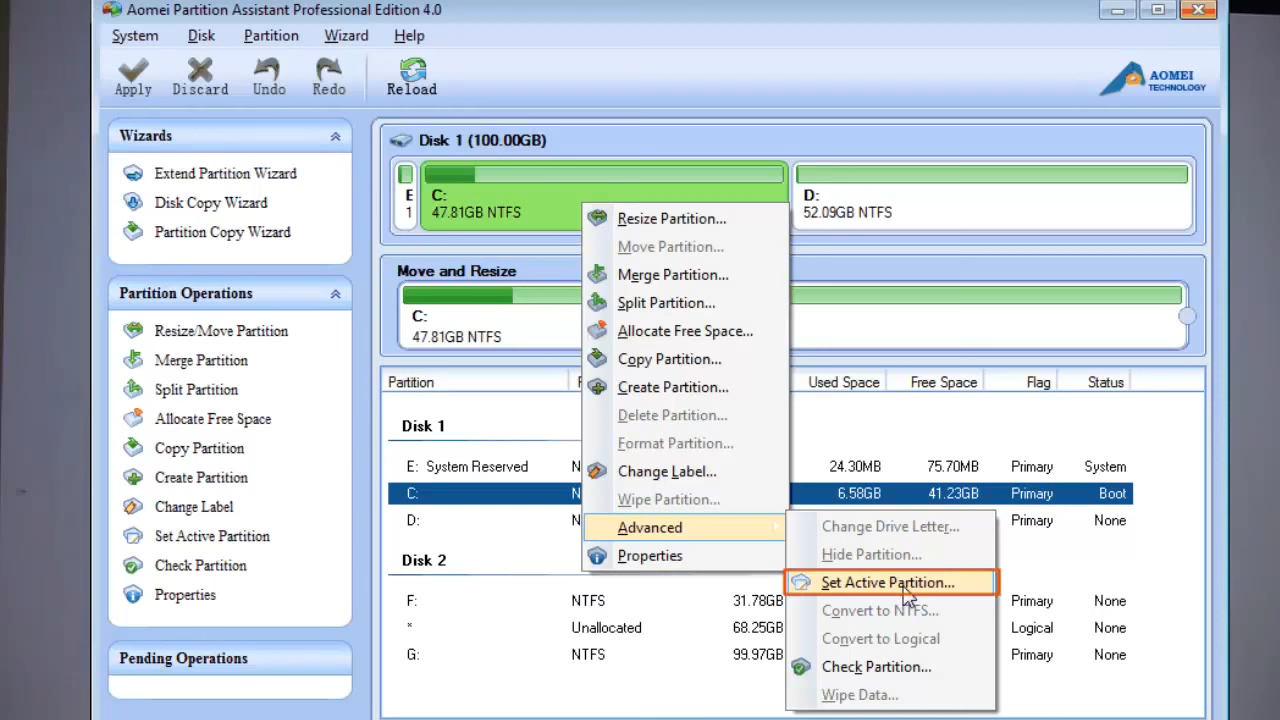 Aomei Partition Assistant Professional Edition 4.0
System Disk Partition Wizard Help
Apply Discard Undo Redo Reload
AOMEI
TECHNOLOGY
Wizards
Extend Partition Wizard
Disk Copy Wizard
Partition Copy Wizard
Partition Operations
Resize/Move Partition
Merge Partition
Split Partition
Allocate Free Space
Copy Partition
Create Partition
Change Label
Set Active Partition
Check Partition
Properties
Pending Operations
Disk 1 (100.00GB)
E
1
C:
47.81GB NTFS
D:
52.09GB NTFS
Move and Resize
C:
47.81GB NTFS
Partition F Used Space Free Space Flag Status
Disk 1
E: System Reserved N 24.30MB 75.70MB Primary System
C: N 6.58GB 41.23GB Primary Boot
D: N Primary None
Disk 2
F: NTFS 31.78GB Primary None
* Unallocated 68.25GB Logical None
G: NTFS 99.97GB Primary None
Resize Partition...
Move Partition...
Merge Partition...
Split Partition...
Allocate Free Space...
Copy Partition...
Create Partition...
Delete Partition...
Format Partition...
Change Label...
Wipe Partition...
Advanced
Properties
Change Drive Letter...
Hide Partition...
Set Active Partition...
Convert to NTFS...
Convert to Logical
Check Partition...
Wipe Data...